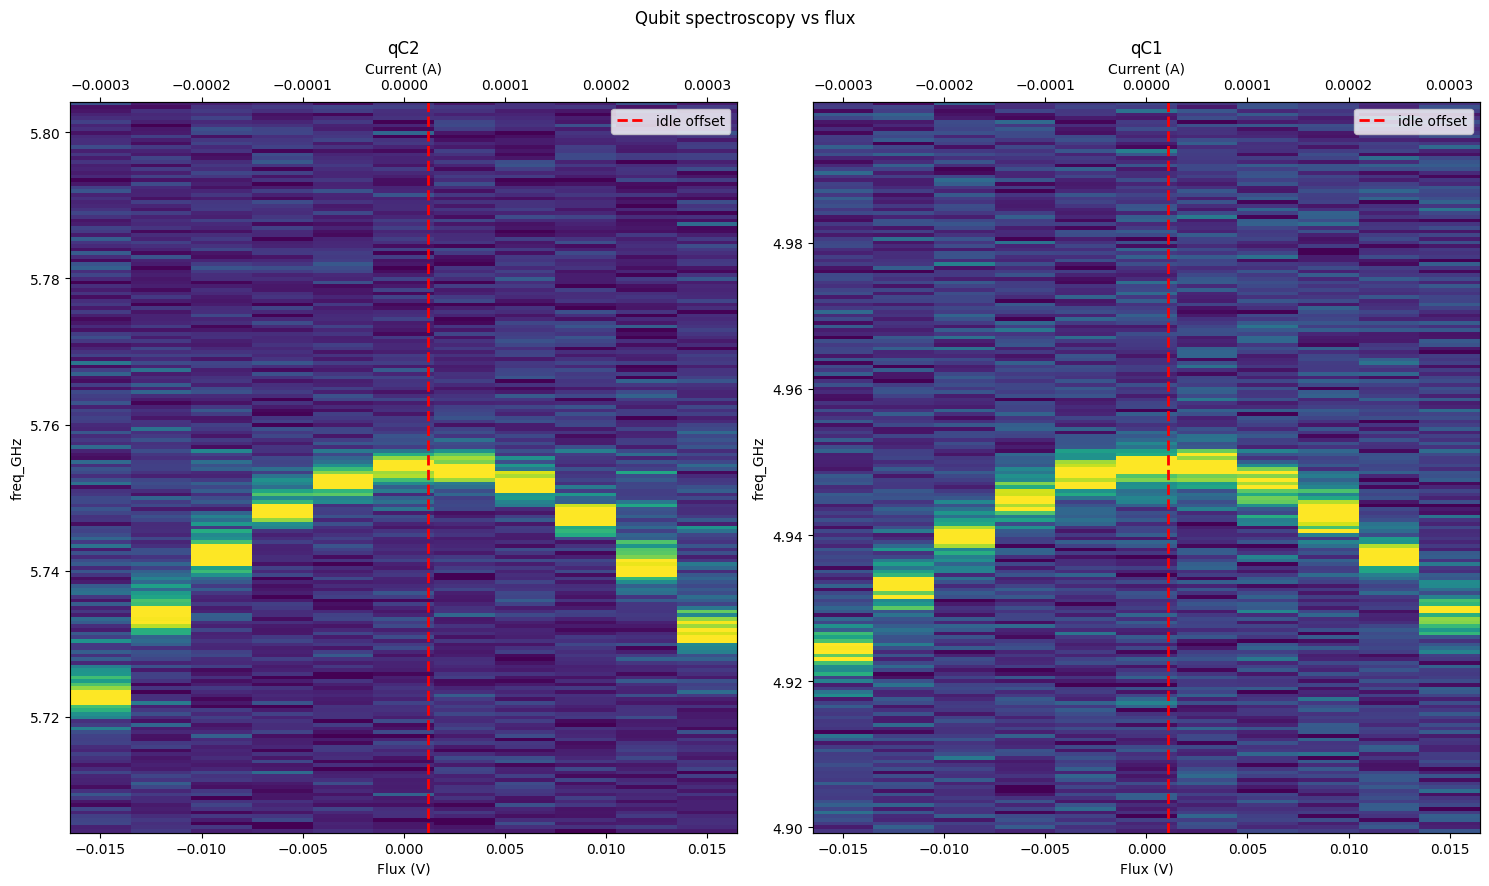 Qubit spectroscopy vs flux
qC2
Current (A)
−0.0003 −0.0002 −0.0001 0.0000 0.0001 0.0002 0.0003
idle offset
5.80
5.78
5.76
5.74
5.72
freq_GHz
−0.015 −0.010 −0.005 0.000 0.005 0.010 0.015
Flux (V)
qC1
Current (A)
−0.0003 −0.0002 −0.0001 0.0000 0.0001 0.0002 0.0003
idle offset
4.98
4.96
4.94
4.92
4.90
freq_GHz
−0.015 −0.010 −0.005 0.000 0.005 0.010 0.015
Flux (V)